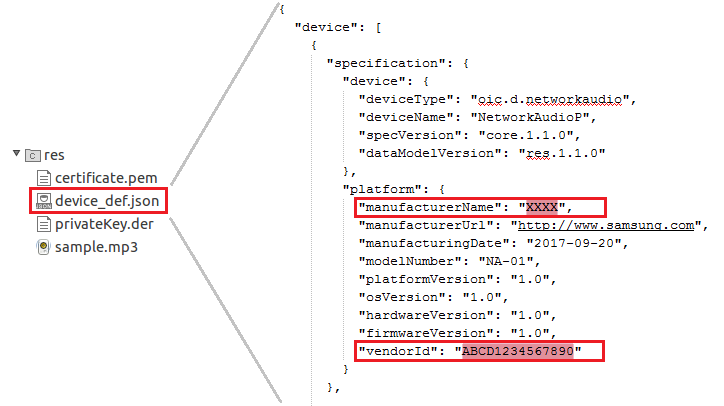 res
certificate.pem
device_def.json
privateKey.der
sample.mp3
{
"device": [
{
"specification": {
"device": {
"deviceType": "oic.d.networkaudio",
"deviceName": "NetworkAudioP",
"specVersion": "core.1.1.0",
"dataModelVersion": "res.1.1.0"
},
"platform": {
"manufacturerName": "XXXX",
"manufacturerUrl": "http://www.samsung.com",
"manufacturingDate": "2017-09-20",
"modelNumber": "NA-01",
"platformVersion": "1.0",
"osVersion": "1.0",
"hardwareVersion": "1.0",
"firmwareVersion": "1.0",
"vendorId": "ABCD1234567890"
}
},